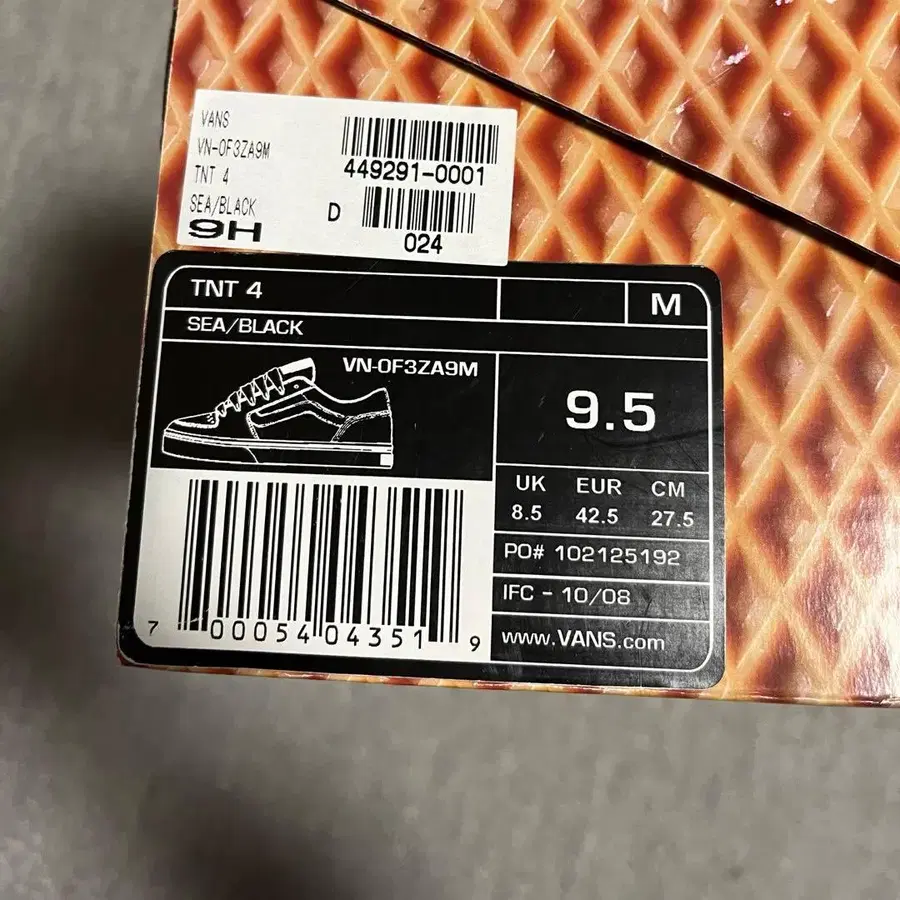 VANS
VN-0F3ZA9M
TNT 4
SEA/BLACK
9H
449291-0001
D
024
TNT 4
M
SEA/BLACK
VN-0F3ZA9M
9.5
UK EUR CM
8.5 42.5 27.5
PO# 102125192
IFC - 10/08
www.VANS.com
7 00054 04351 9